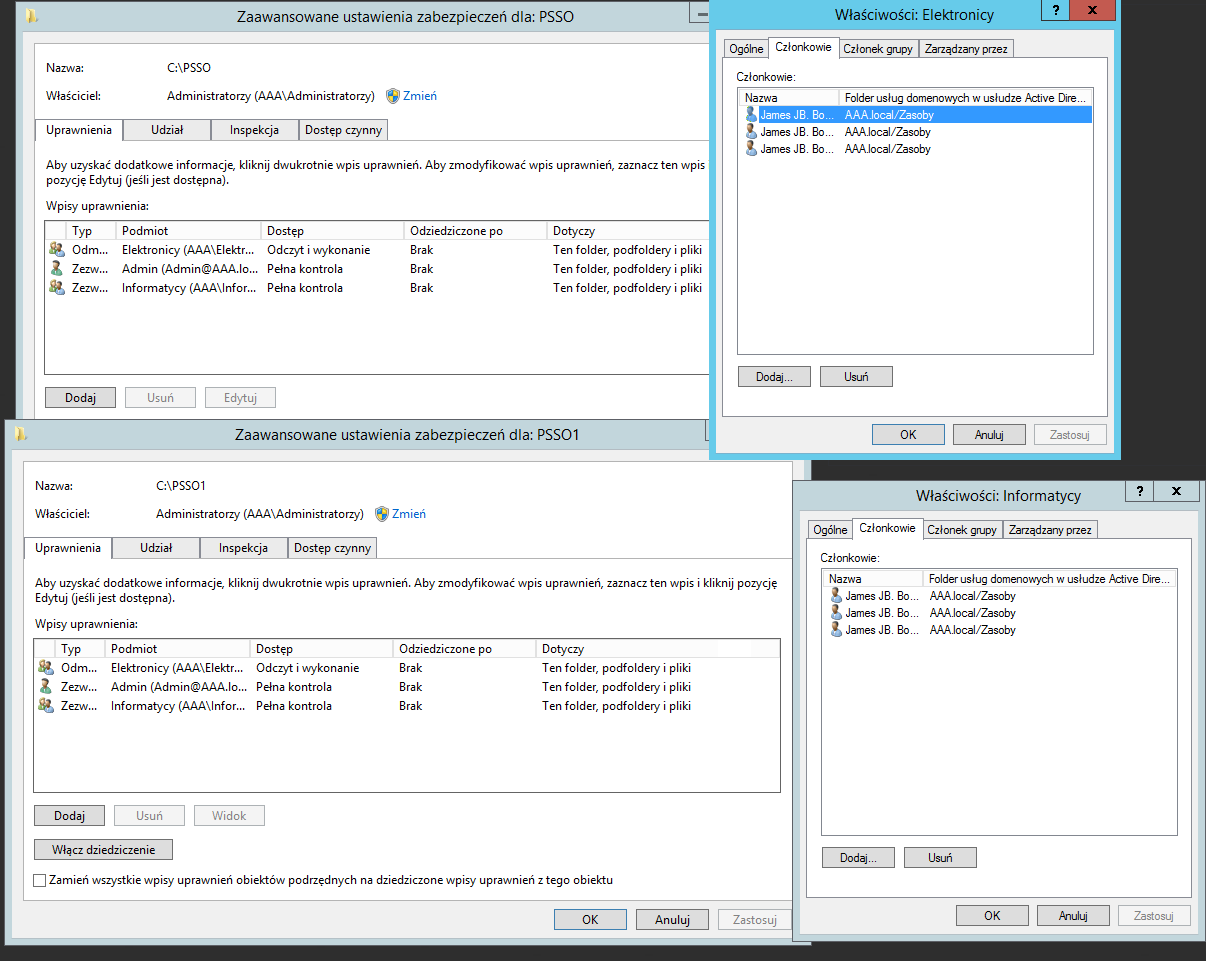 Zaawansowane ustawienia zabezpieczeń dla: PSSO
Nazwa: C:\PSSO
Właściciel: Administratorzy (AAA\Administratorzy) Zmień
Uprawnienia Udział Inspekcja Dostęp czynny
Aby uzyskać dodatkowe informacje, kliknij dwukrotnie wpis uprawnień. Aby zmodyfikować wpis uprawnień, zaznacz ten wpis
pozycję Edytuj (jeśli jest dostępna).
Wpisy uprawnienia:
Typ Podmiot Dostęp Odziedziczone po Dotyczy
Odm... Elektronicy (AAA\Elektr... Odczyt i wykonanie Brak Ten folder, podfoldery i pliki
Zezw... Admin (Admin@AAA.lo... Pełna kontrola Brak Ten folder, podfoldery i pliki
Zezw... Informatycy (AAA\Infor... Pełna kontrola Brak Ten folder, podfoldery i pliki
Dodaj Usuń Edytuj
Właściwości: Elektronicy
? x
Ogólne Członkowie Członek grupy Zarządzany przez
Członkowie:
Nazwa Folder usług domenowych w usłudze Active Dire...
James JB. Bo... AAA.local/Zasoby
James JB. Bo... AAA.local/Zasoby
James JB. Bo... AAA.local/Zasoby
Dodaj... Usuń
OK Anuluj Zastosuj
Zaawansowane ustawienia zabezpieczeń dla: PSSO1
Nazwa: C:\PSSO1
Właściciel: Administratorzy (AAA\Administratorzy) Zmień
Uprawnienia Udział Inspekcja Dostęp czynny
Aby uzyskać dodatkowe informacje, kliknij dwukrotnie wpis uprawnień. Aby zmodyfikować wpis uprawnień, zaznacz ten wpis i kliknij pozycję
Edytuj (jeśli jest dostępna).
Wpisy uprawnienia:
Typ Podmiot Dostęp Odziedziczone po Dotyczy
Odm... Elektronicy (AAA\Elektr... Odczyt i wykonanie Brak Ten folder, podfoldery i pliki
Zezw... Admin (Admin@AAA.lo... Pełna kontrola Brak Ten folder, podfoldery i pliki
Zezw... Informatycy (AAA\Infor... Pełna kontrola Brak Ten folder, podfoldery i pliki
Dodaj Usuń Widok
Włącz dziedziczenie
Zamień wszystkie wpisy uprawnień obiektów podrzędnych na dziedziczone wpisy uprawnień z tego obiektu
OK Anuluj Zastosuj
Właściwości: Informatycy
? x
Ogólne Członkowie Członek grupy Zarządzany przez
Członkowie:
Nazwa Folder usług domenowych w usłudze Active Dire...
James JB. Bo... AAA.local/Zasoby
James JB. Bo... AAA.local/Zasoby
James JB. Bo... AAA.local/Zasoby
Dodaj... Usuń
OK Anuluj Zastosuj